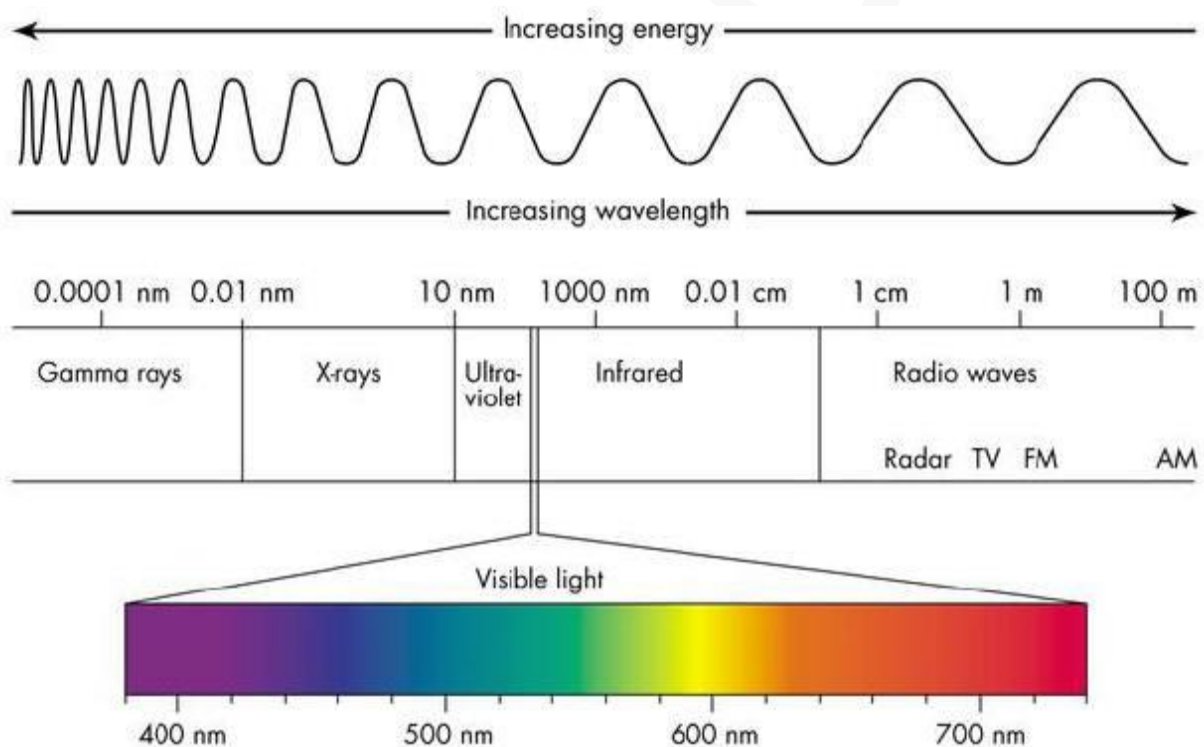 Increasing energy
Increasing wavelength
0.0001 nm 0.01 nm 10 nm 1000 nm 0.01 cm 1 cm 1 m 100 m
Gamma rays X-rays Ultra-
violet Infrared Radio waves
Radar TV FM AM
Visible light
400 nm 500 nm 600 nm 700 nm